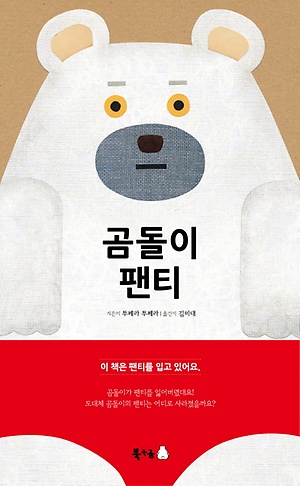 곰돌이
팬티
지은이 투페라 투페라 | 옮긴이 김미대
이 책은 팬티를 입고 있어요.
곰돌이가 팬티를 잃어버렸대요!
도대체 곰돌이의 팬티는 어디로 사라졌을까요?
북극곰